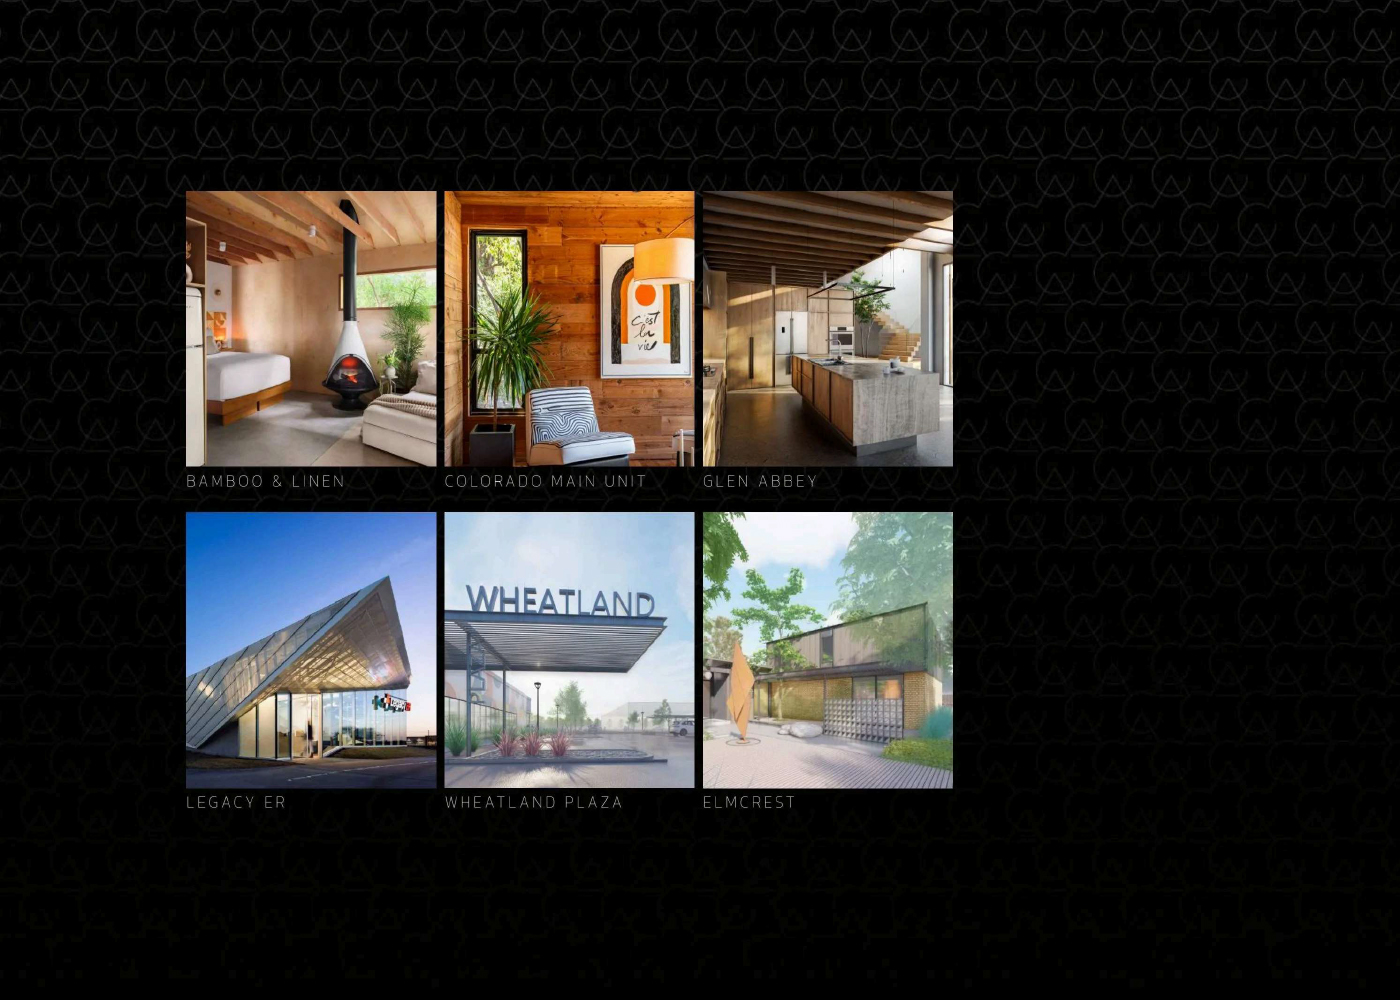 C'est
la
vie
BAMBOO & LINEN
COLORADO MAIN UNIT
GLEN ABBEY
WHEATLAND
LEGACY ER
WHEATLAND PLAZA
ELMCREST